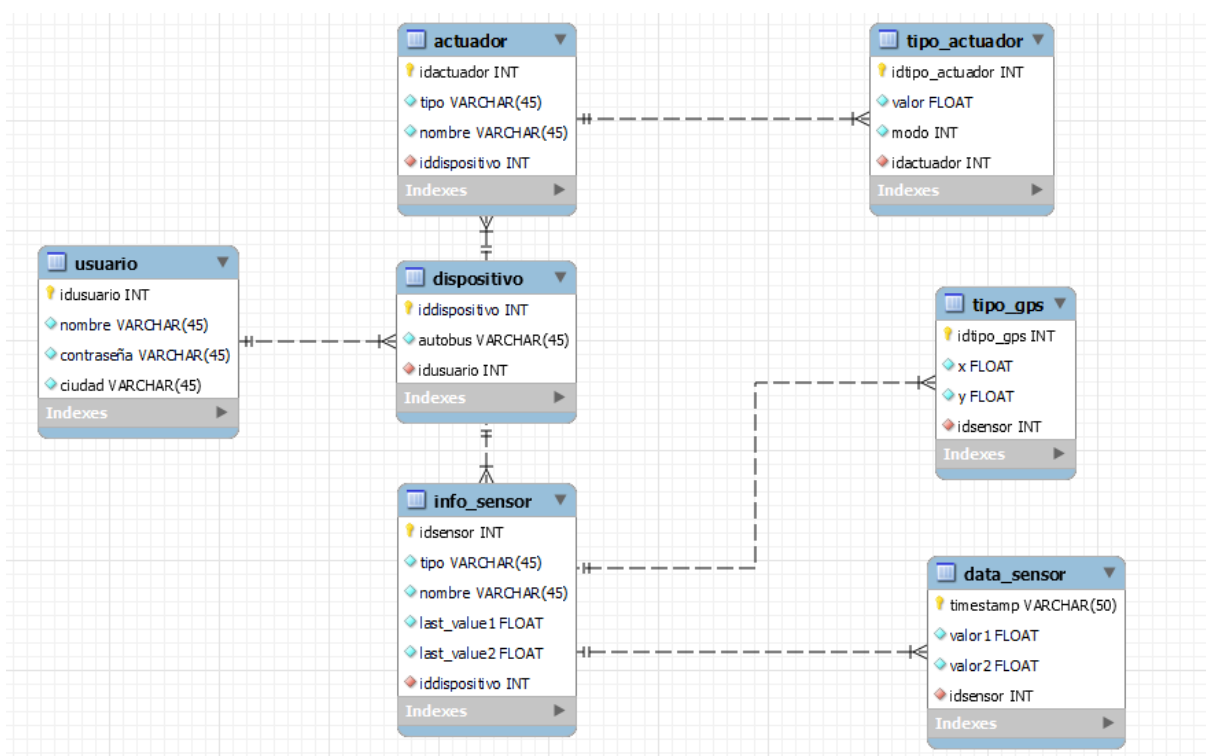 actuador
idactuador INT
tipo VARCHAR(45)
nombre VARCHAR(45)
iddispositivo INT
Indexes
tipo_actuador
idtipo_actuador INT
valor FLOAT
modo INT
idactuador INT
Indexes
usuario
idusuario INT
nombre VARCHAR(45)
contraseña VARCHAR(45)
ciudad VARCHAR(45)
Indexes
dispositivo
iddispositivo INT
autobus VARCHAR(45)
idusuario INT
Indexes
tipo_gps
idtipo_gps INT
x FLOAT
y FLOAT
idsensor INT
Indexes
info_sensor
idsensor INT
tipo VARCHAR(45)
nombre VARCHAR(45)
last_value1 FLOAT
last_value2 FLOAT
iddispositivo INT
Indexes
data_sensor
timestamp VARCHAR(50)
valor1 FLOAT
valor2 FLOAT
idsensor INT
Indexes